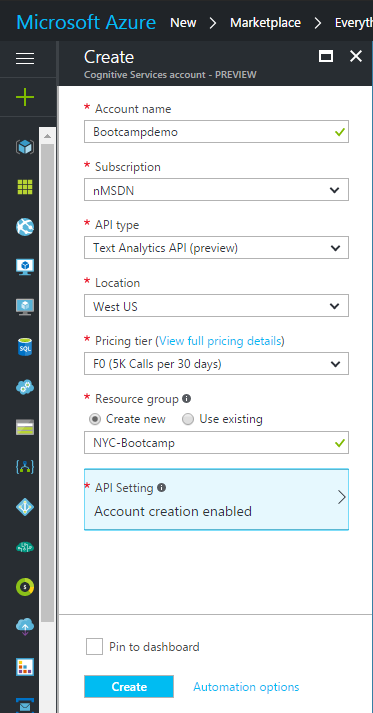 Microsoft Azure New > Marketplace > Everyth
Create
Cognitive Services account - PREVIEW
* Account name
Bootcampdemo
* Subscription
nMSDN
* API type
Text Analytics API (preview)
* Location
West US
* Pricing tier (View full pricing details)
F0 (5K Calls per 30 days)
* Resource group
Create new Use existing
NYC-Bootcamp
* API Setting
Account creation enabled
SQL
Pin to dashboard
Create Automation options